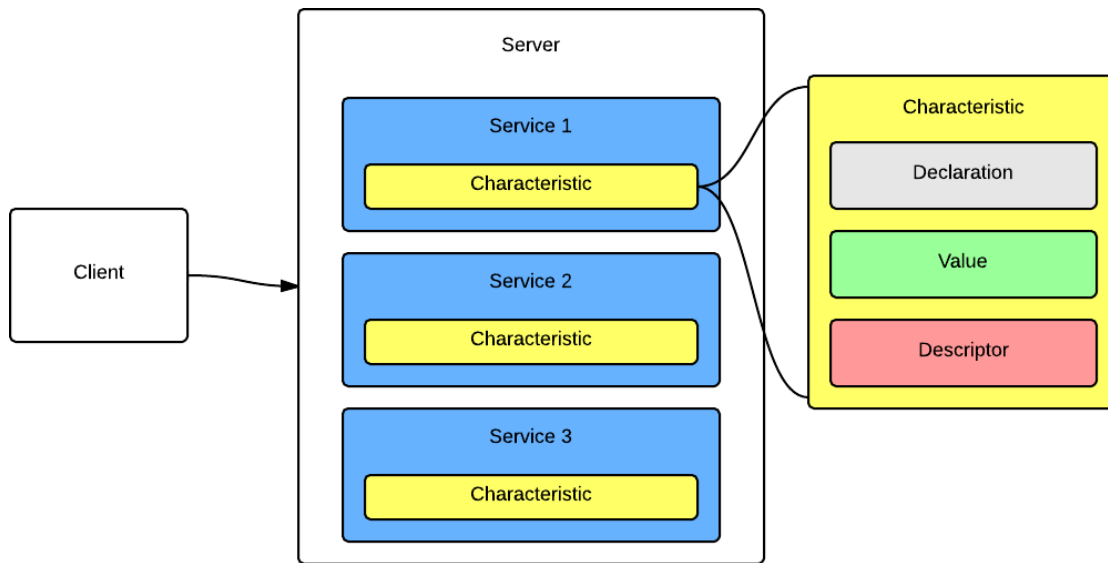 Server
Service 1
Characteristic
Client
Service 2
Characteristic
Service 3
Characteristic
Characteristic
Declaration
Value
Descriptor